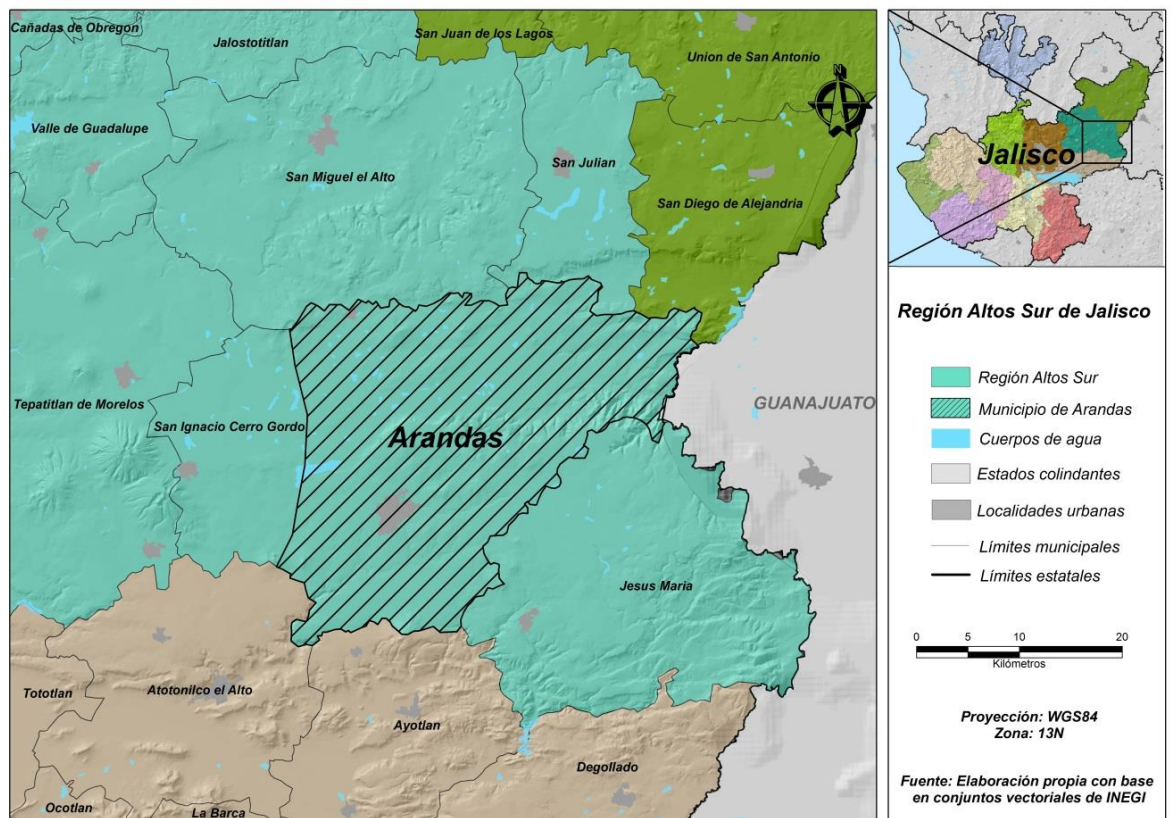 Cañadas de Obregon
Jalostotitlan
San Juan de los Lagos
Union de San Antonio
N
Valle de Guadalupe
San Julian
San Miguel el Alto
San Diego de Alejandria
Tepatitlan de Morelos
San Ignacio Cerro Gordo
Arandas
GUANAJUATO
Jesus Maria
Tototlan
Atotonilco el Alto
Ayotlan
Degollado
Ocotlan
La Barca
Jalisco
Región Altos Sur de Jalisco
Región Altos Sur
Municipio de Arandas
Cuerpos de agua
Estados colindantes
Localidades urbanas
Límites municipales
Límites estatales
0 5 10 20
Kilómetros
Proyección: WGS84
Zona: 13N
Fuente: Elaboración propia con base
en conjuntos vectoriales de INEGI